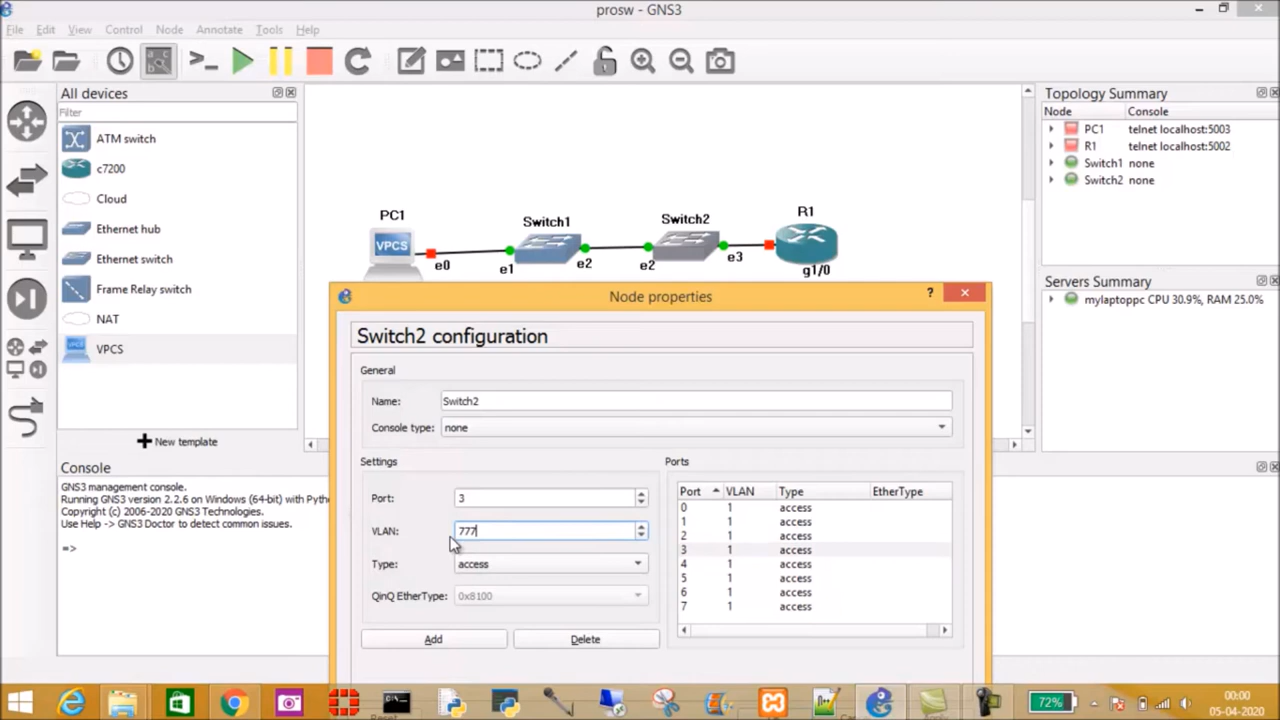 prosw - GNS3
File Edit View Control Node Annotate Tools Help
All devices
Filter
ATM switch
c7200
Cloud
Ethernet hub
Ethernet switch
Frame Relay switch
NAT
VPCS
New template
PC1
VPCS
e0
Switch1
e1
e2
Switch2
e2
e3
R1
g1/0
Topology Summary
Node Console
PC1 telnet localhost:5003
R1 telnet localhost:5002
Switch1 none
Switch2 none
Servers Summary
mylaptoppc CPU 30.9%, RAM 25.0%
Console
GNS3 management console.
Running GNS3 version 2.2.6 on Windows (64-bit) with Pyth
Copyright (c) 2006-2020 GNS3 Technologies.
Use Help -> GNS3 Doctor to detect common issues.
=>
Node properties
?
Switch2 configuration
General
Name: Switch2
Console type: none
Settings
Port: 3
VLAN: 777
Type: access
QinQ EtherType: 0x8100
Add Delete
Ports
Port VLAN Type EtherType
0 1 access
1 1 access
2 1 access
3 1 access
4 1 access
5 1 access
6 1 access
7 1 access
72%
00:00
05-04-2020